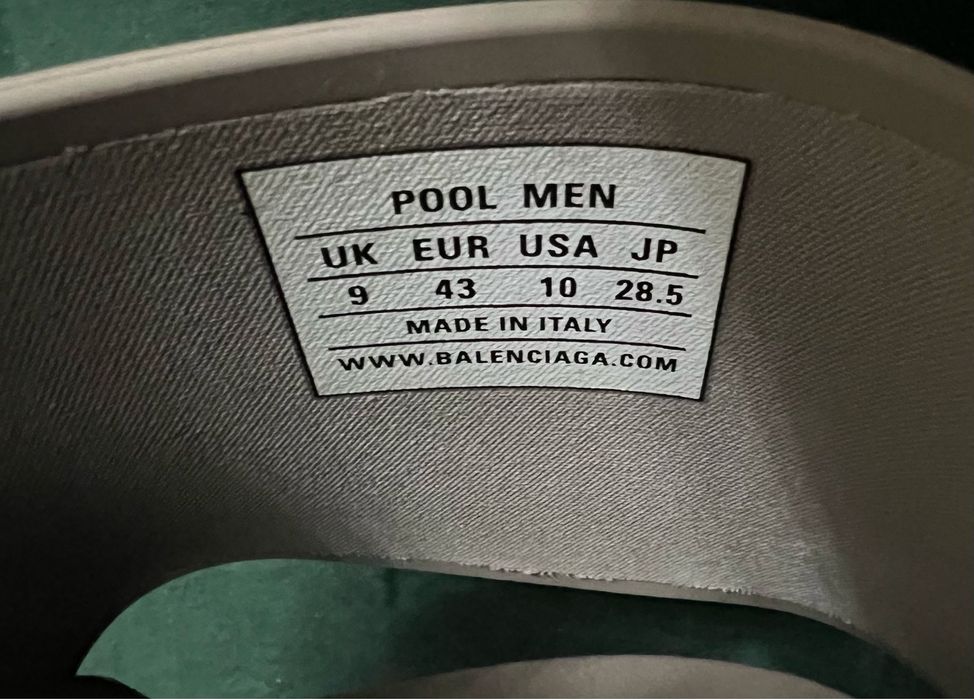 POOL MEN
UK EUR USA JP
9 43 10 28.5
MADE IN ITALY
WWW.BALENCIAGA.COM